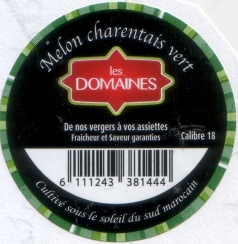 Melon charentais vert
les
DOMAINES
De nos vergers à vos assiettes
Fraîcheur et Saveur garanties
Calibre 18
6 111243 381444
Cultivé sous le soleil du sud marocain